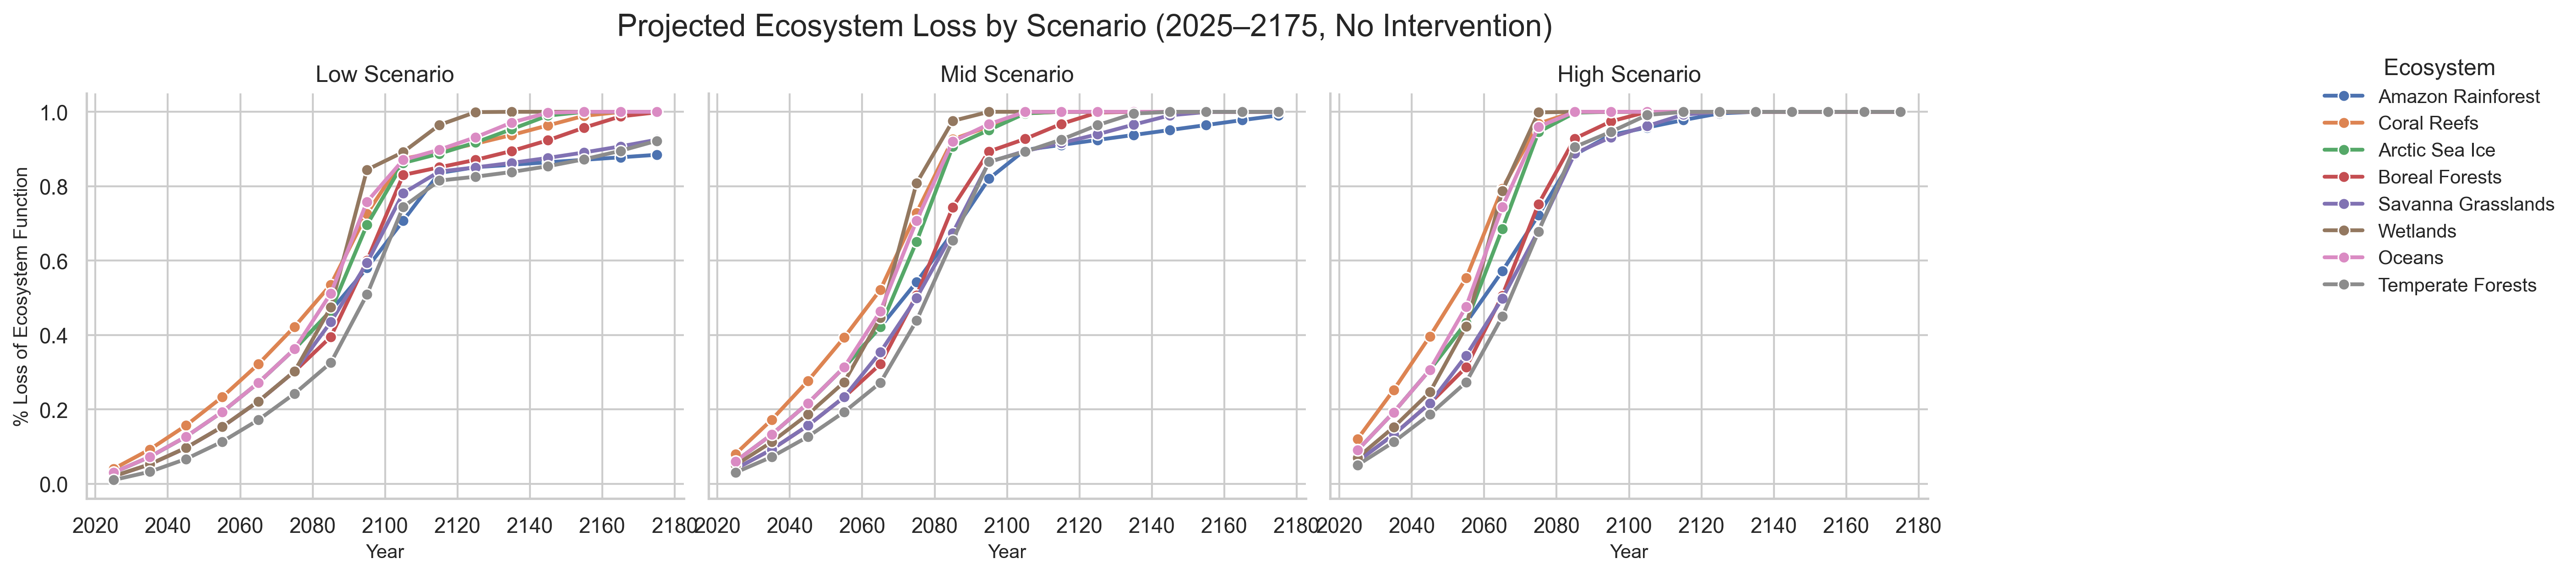 Projected Ecosystem Loss by Scenario (2025–2175, No Intervention)
Low Scenario
Mid Scenario
High Scenario
% Loss of Ecosystem Function
1.0
0.8
0.6
0.4
0.2
0.0
2020 2040 2060 2080 2100 2120 2140 2160 2180
Year
2020 2040 2060 2080 2100 2120 2140 2160 2180
Year
2020 2040 2060 2080 2100 2120 2140 2160 2180
Year
Ecosystem
Amazon Rainforest
Coral Reefs
Arctic Sea Ice
Boreal Forests
Savanna Grasslands
Wetlands
Oceans
Temperate Forests